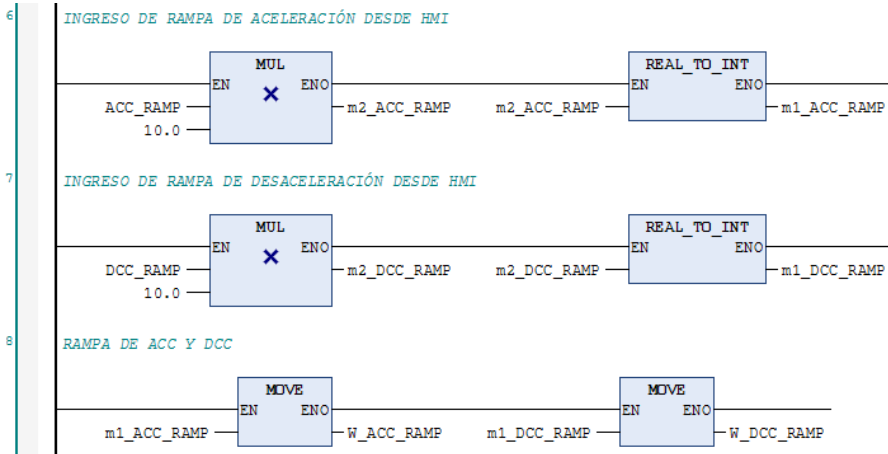 6 INGRESO DE RAMPA DE ACELERACIÓN DESDE HMI
MUL REAL_TO_INT
EN ENO EN ENO
ACC_RAMP m2_ACC_RAMP m2_ACC_RAMP m1_ACC_RAMP
10.0
7 INGRESO DE RAMPA DE DESACELERACIÓN DESDE HMI
MUL REAL_TO_INT
EN ENO EN ENO
DCC_RAMP m2_DCC_RAMP m2_DCC_RAMP m1_DCC_RAMP
10.0
8 RAMPA DE ACC Y DCC
MOVE MOVE
EN ENO EN ENO
m1_ACC_RAMP W_ACC_RAMP m1_DCC_RAMP W_DCC_RAMP